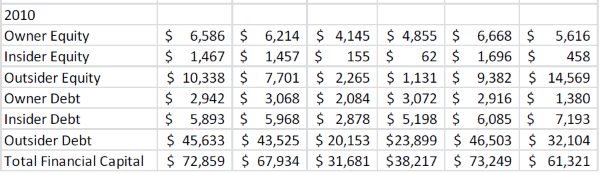 2010
Owner Equity $ 6,586 $ 6,214 $ 4,145 $ 4,855 $ 6,668 $ 5,616
Insider Equity $ 1,467 $ 1,457 $ 155 $ 62 $ 1,696 $ 458
Outsider Equity $ 10,338 $ 7,701 $ 2,265 $ 1,131 $ 9,382 $ 14,569
Owner Debt $ 2,942 $ 3,068 $ 2,084 $ 3,072 $ 2,916 $ 1,380
Insider Debt $ 5,893 $ 5,968 $ 2,878 $ 5,198 $ 6,085 $ 7,193
Outsider Debt $ 45,633 $ 43,525 $ 20,153 $23,899 $ 46,503 $ 32,104
Total Financial Capital $ 72,859 $ 67,934 $ 31,681 $38,217 $ 73,249 $ 61,321